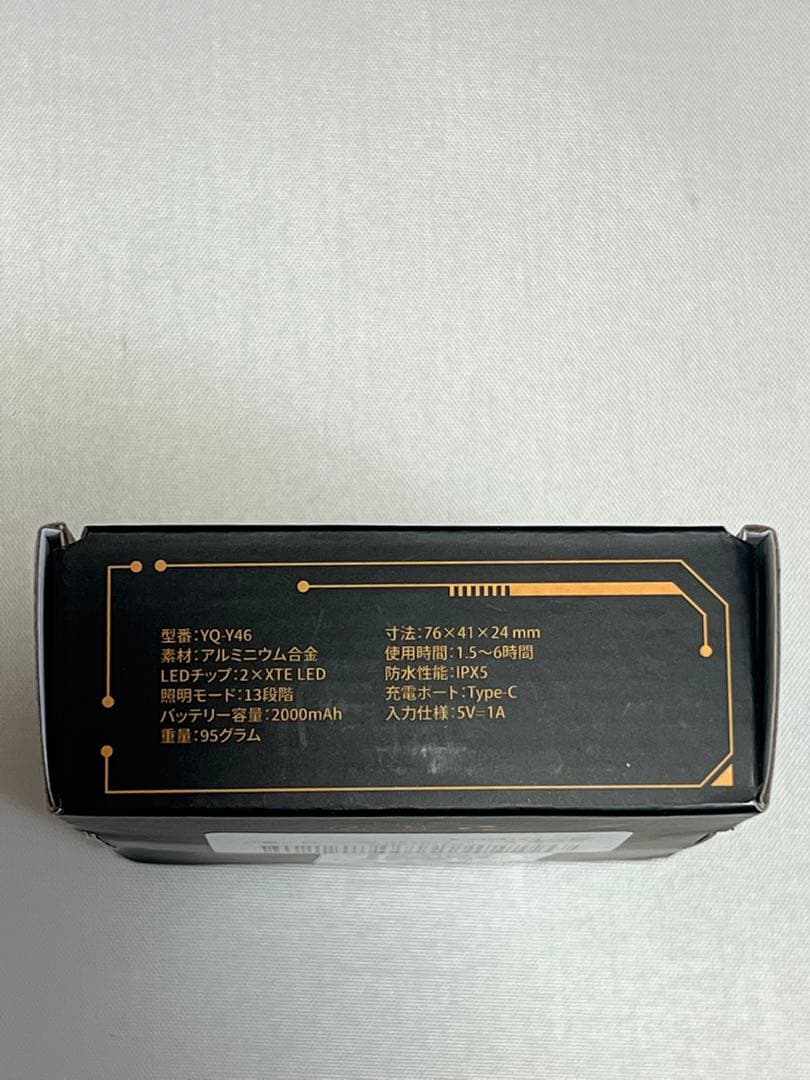 型番:YQ-Y46
素材:アルミニウム合金
LEDチップ:2×XTE LED
照明モード:13段階
バッテリー容量:2000mAh
重量:95グラム
寸法:76×41×24 mm
使用時間:1.5~6時間
防水性能:IPX5
充電ポート:Type-C
入力仕様:5V=1A